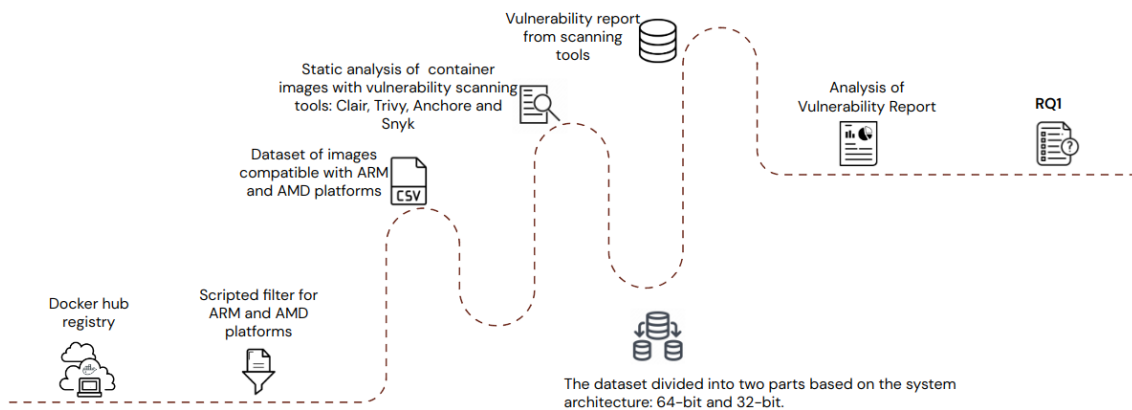 Docker hub
registry
Scripted filter for
ARM and AMD
platforms
Dataset of images
compatible with ARM
and AMD platforms
CSV
Static analysis of container
images with vulnerability scanning
tools: Clair, Trivy, Anchore and
Snyk
The dataset divided into two parts based on the system
architecture: 64-bit and 32-bit.
Vulnerability report
from scanning
tools
Analysis of
Vulnerability Report
RQ1
?